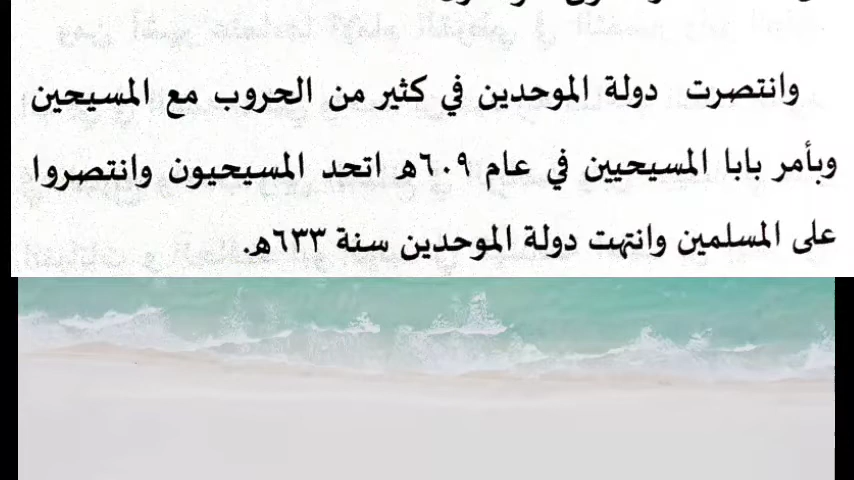 وانتصرت دولة الموحدين في كثير من الحروب مع المسيحين
وبأمر بابا المسيحيين في عام ٦٠٩هـ اتحد المسيحيون وانتصروا
على المسلمين وانتهت دولة الموحدين سنة ٦٣٣هـ.